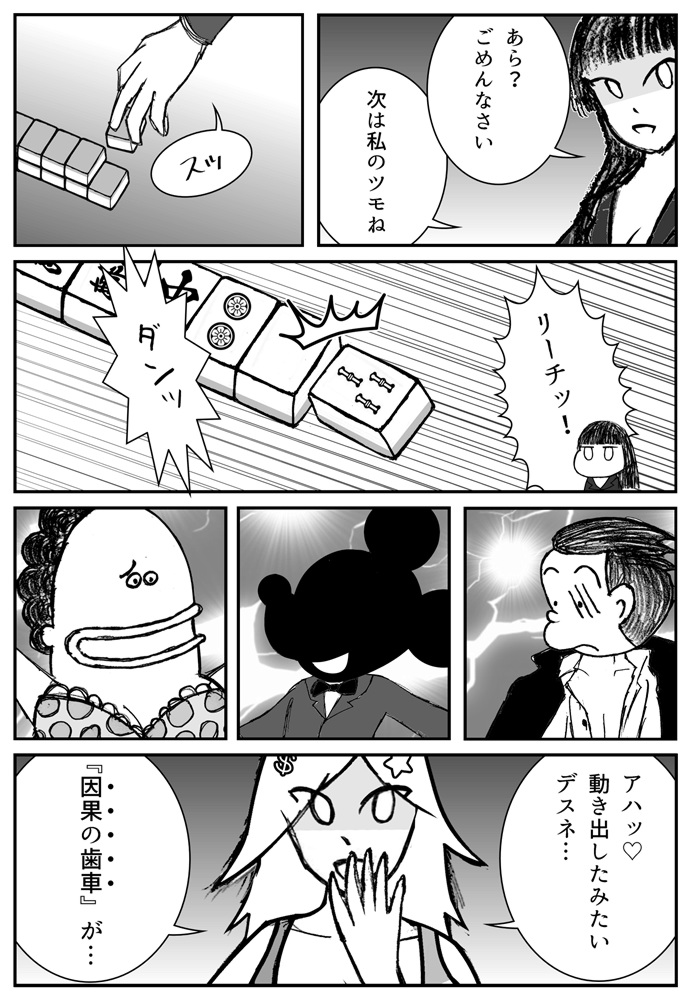 あら?
ごめんなさい
次は私のツモね
スッ
リーチッ!
ダンッ
アハッ♡
動き出したみたい
デスネ…
『因果の歯車』が…
$